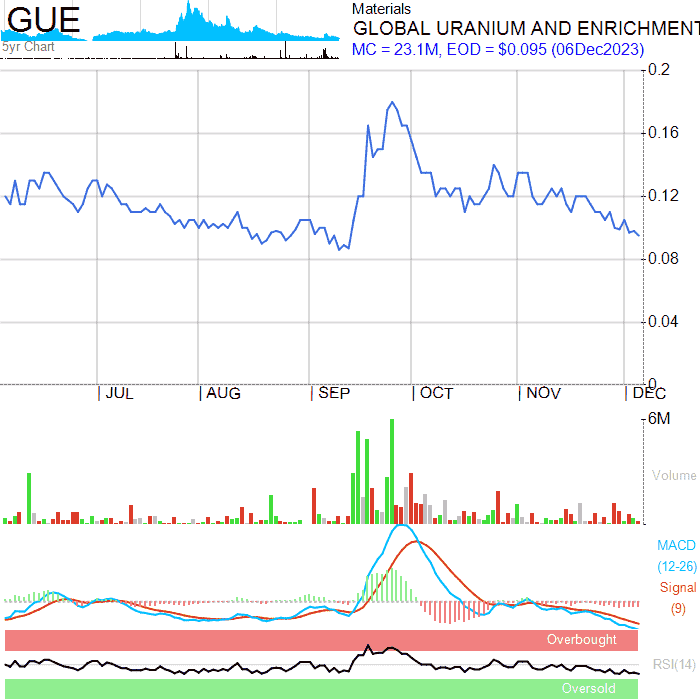 GUE
5yr Chart
Materials
GLOBAL URANIUM AND ENRICHMENT
MC = 23.1M, EOD = $0.095 (06Dec2023)
0.2
0.16
0.12
0.08
0.04
0
JUL
AUG
SEP
OCT
NOV
DEC
6M
Volume
MACD
(12-26)
Signal
(9)
Overbought
RSI(14)
Oversold